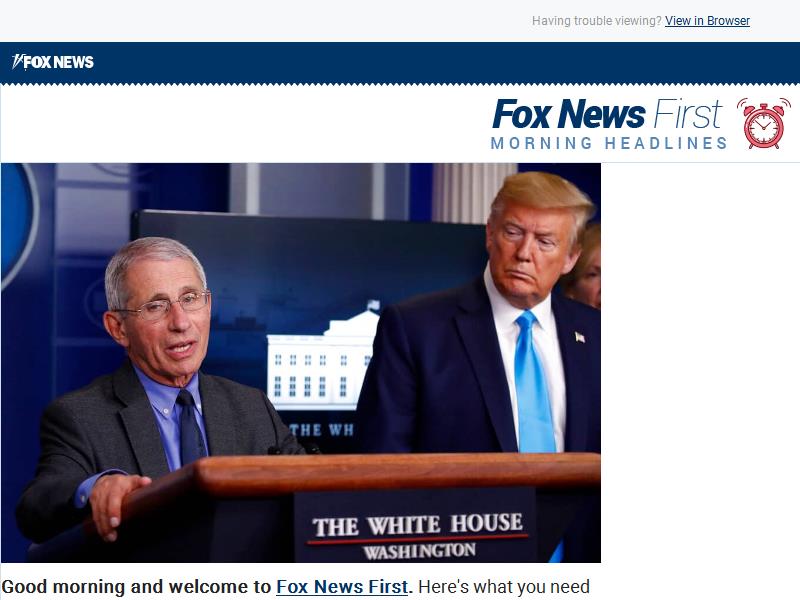 Having trouble viewing? View in Browser
FOX NEWS
Fox News First
MORNING HEADLINES
THE WH
THE WHITE HOUSE
WASHINGTON
Good morning and welcome to Fox News First. Here's what you need